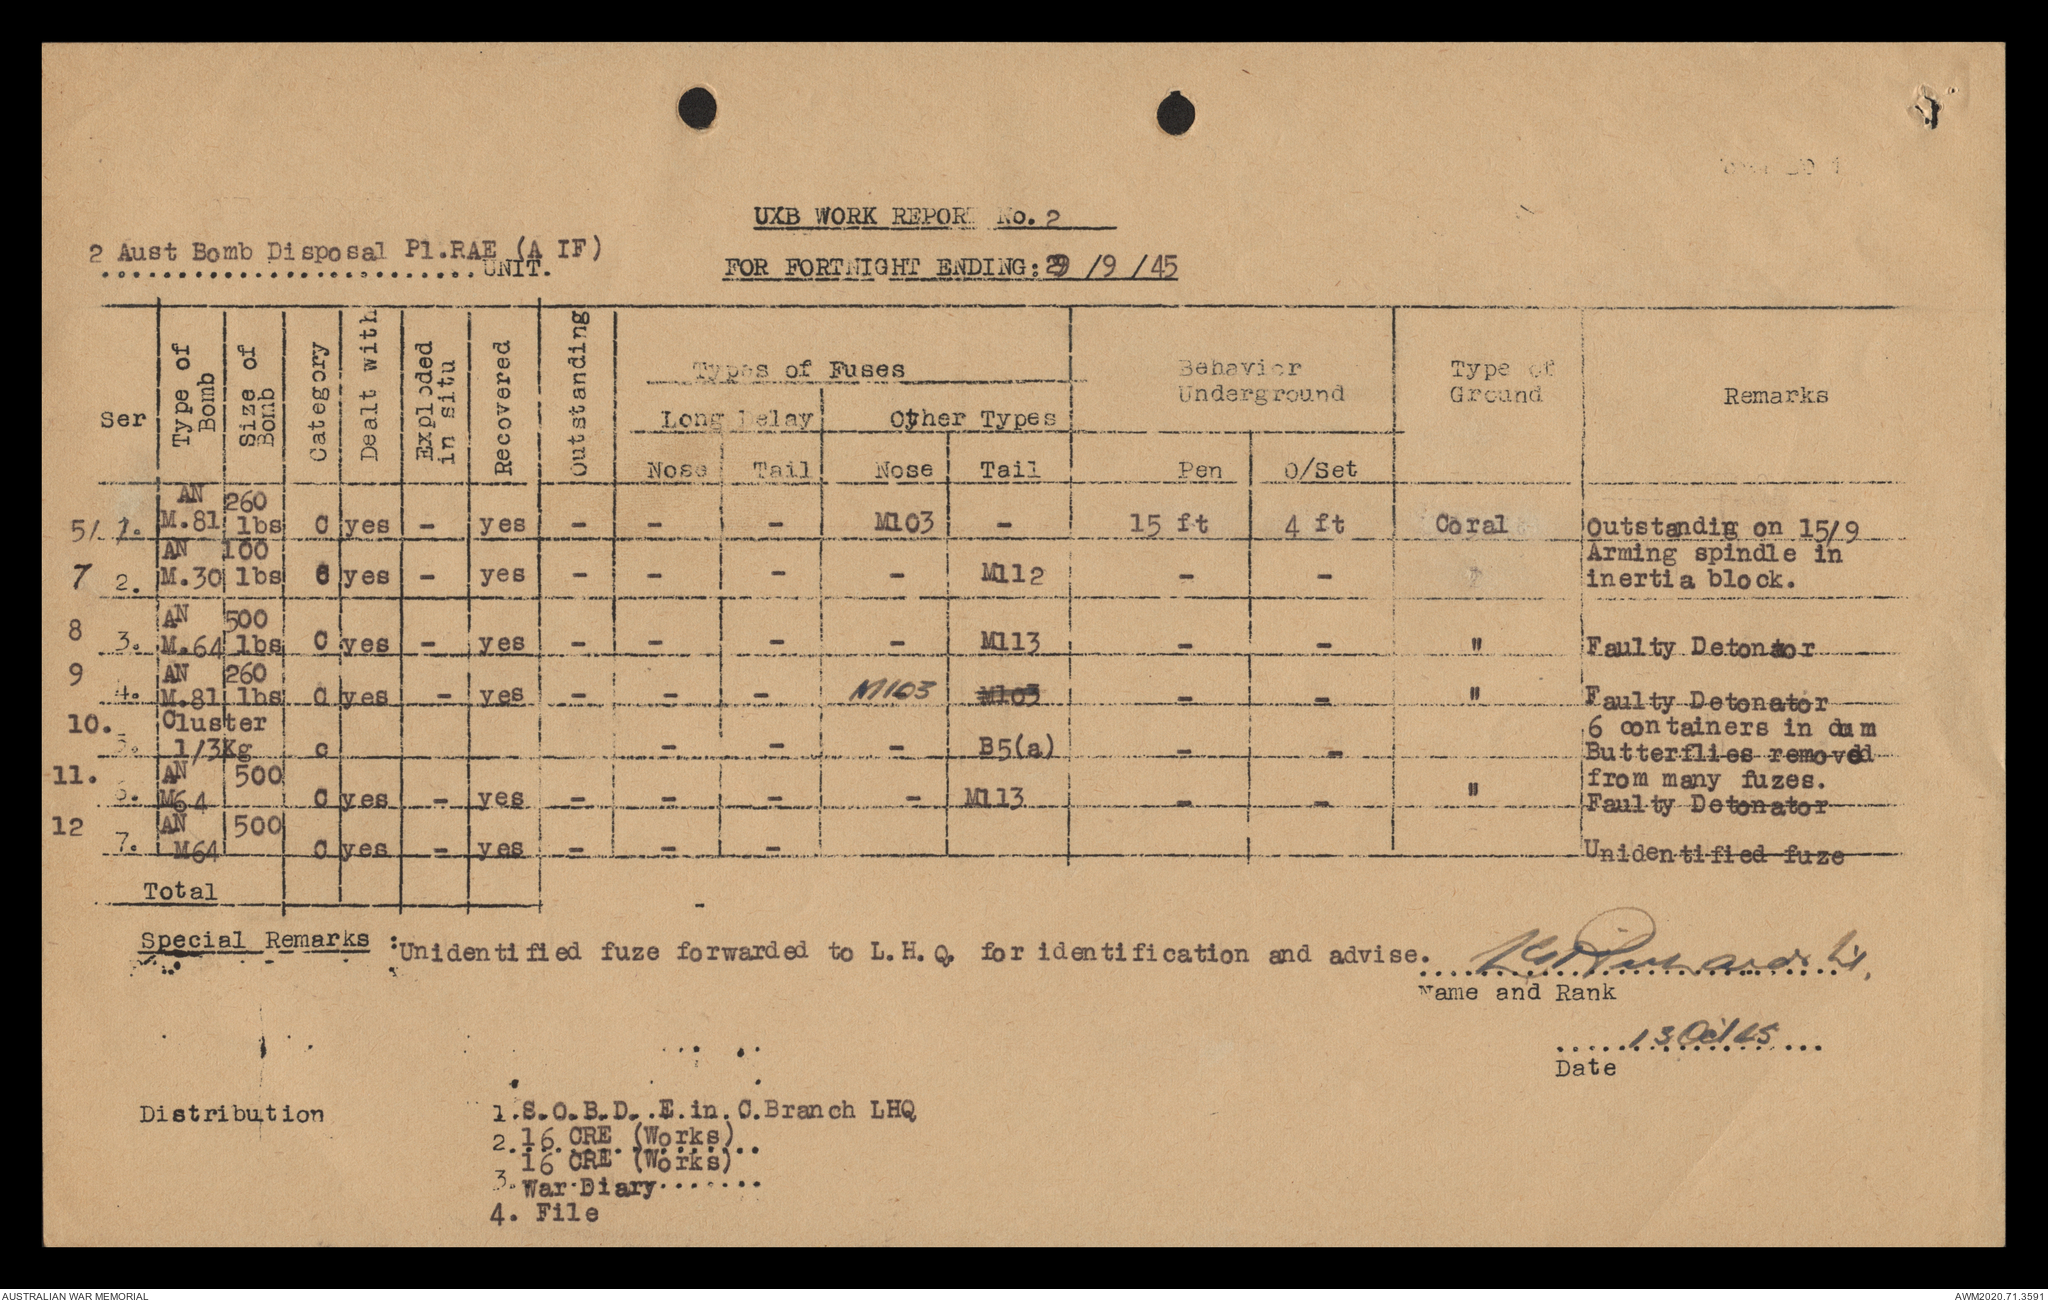 UXB WORK REPORT No. 2
2 Aust Bomb Disposal Pl.RAE (A IF)
UNIT.
FOR FORTNIGHT ENDING: 29 /9 /45
Ser | Type of Bomb | Size of Bomb | Category | Dealt with | Exploded in situ | Recovered | Outstanding | Types of Fuses | Behavior Underground | Type of Ground | Remarks
Long Delay | Other Types
Nose | Tail | Nose | Tail | Pen | O/Set
5/ 1. | AN M.81 | 260 lbs | C | yes | - | yes | - | - | - | M103 | - | 15 ft | 4 ft | Coral | Outstanding on 15/9
7 2. | AN M.30 | 100 lbs | C | yes | - | yes | - | - | - | - | M112 | - | - | | Arming spindle in inertia block.
8 3. | AN M.64 | 500 lbs | C | yes | - | yes | - | - | - | - | M113 | - | - | " | Faulty Detonator
9 4. | AN M.81 | 260 lbs | C | yes | - | yes | - | - | - | M103 | M103 | - | - | " | Faulty Detonator
10. 5. | Cluster 1/3Kg | c | - | - | - | B5(a) | - | - | 6 containers in dum Butterflies removed from many fuzes.
11. 6. | AN M64 | 500 | C | yes | - | yes | - | - | - | - | M113 | - | - | " | Faulty Detonator
12 7. | AN M64 | 500 | C | yes | - | yes | - | - | - | Unidentified fuze
Total
-
Special Remarks : Unidentified fuze forwarded to L.H.Q. for identification and advise.
Lt.
Name and Rank
13 Oct 45
Date
Distribution
1. S.O.B.D. .E.in.C.Branch LHQ
2. 16 CRE (Works)
16 CRE (Works)
3. War Diary
4. File
AUSTRALIAN WAR MEMORIAL
AWM2020.71.3591